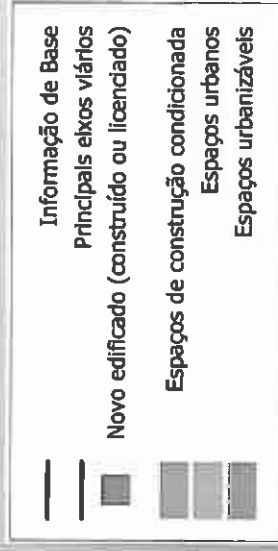 Informação de Base
Principais eixos viários
Novo edificado (construído ou licenciado)
Espaços de construção condicionada
Espaços urbanos
Espaços urbanizáveis